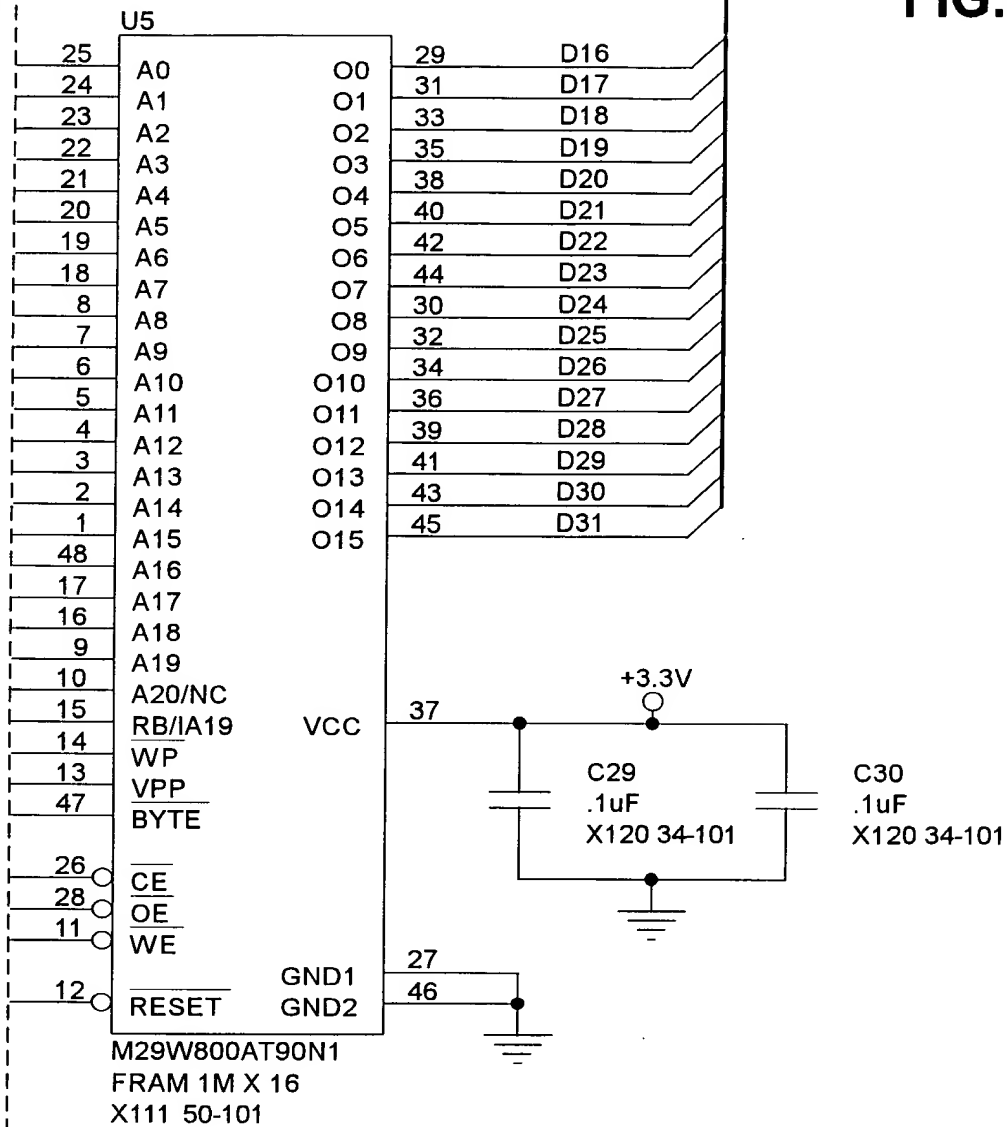 FIG.
U5
25 A0 O0 29 D16
24 A1 O1 31 D17
23 A2 O2 33 D18
22 A3 O3 35 D19
21 A4 O4 38 D20
20 A5 O5 40 D21
19 A6 O6 42 D22
18 A7 O7 44 D23
8 A8 O8 30 D24
7 A9 O9 32 D25
6 A10 O10 34 D26
5 A11 O11 36 D27
4 A12 O12 39 D28
3 A13 O13 41 D29
2 A14 O14 43 D30
1 A15 O15 45 D31
48 A16
17 A17
16 A18
9 A19
10 A20/NC
+3.3V
15 RB/IA19 VCC 37
14 WP
13 VPP
47 BYTE
C29
.1uF
X120 34-101
C30
.1uF
X120 34-101
26 CE
28 OE
11 WE
GND1 27
12 RESET GND2 46
M29W800AT90N1
FRAM 1M X 16
X111 50-101